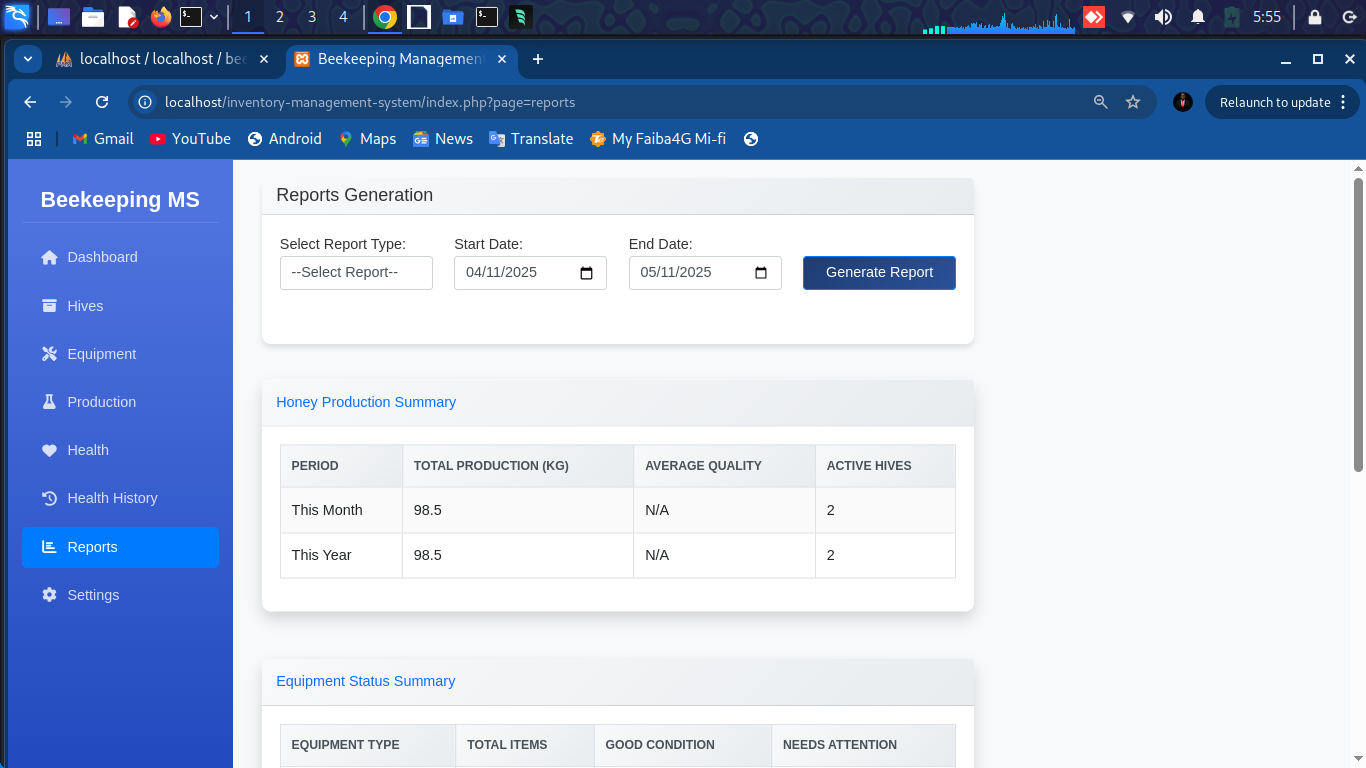 1 2 3 4 5:55
localhost / localhost / bee
Beekeeping Management
localhost/inventory-management-system/index.php?page=reports
Relaunch to update
Gmail YouTube Android Maps News Translate My Faiba4G Mi-fi
Beekeeping MS
Dashboard
Hives
Equipment
Production
Health
Health History
Reports
Settings
Reports Generation
Select Report Type: Start Date: End Date:
--Select Report-- 04/11/2025 05/11/2025 Generate Report
Honey Production Summary
PERIOD TOTAL PRODUCTION (KG) AVERAGE QUALITY ACTIVE HIVES
This Month 98.5 N/A 2
This Year 98.5 N/A 2
Equipment Status Summary
EQUIPMENT TYPE TOTAL ITEMS GOOD CONDITION NEEDS ATTENTION